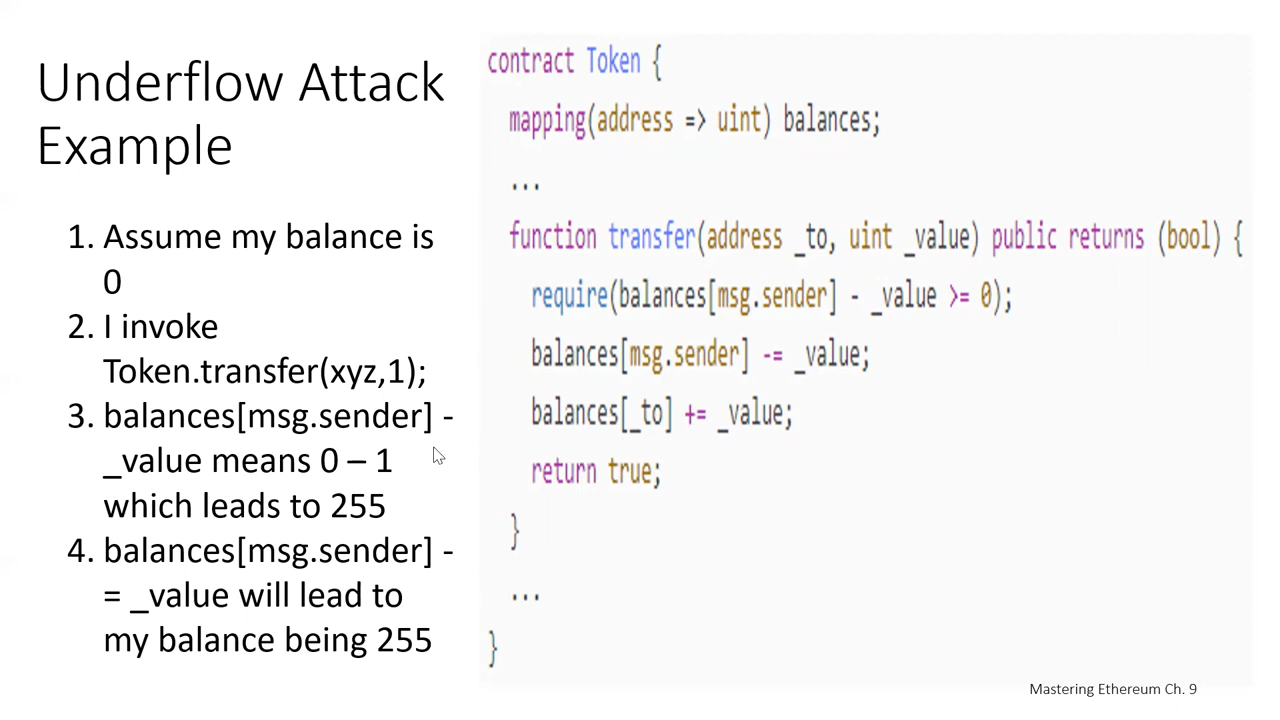 Underflow Attack
Example
1. Assume my balance is
0
2. I invoke
Token.transfer(xyz,1);
3. balances[msg.sender] -
_value means 0 – 1
which leads to 255
4. balances[msg.sender] -
= _value will lead to
my balance being 255
contract Token {
mapping(address => uint) balances;
...
function transfer(address _to, uint _value) public returns (bool) {
require(balances[msg.sender] - _value >= 0);
balances[msg.sender] -= _value;
balances[_to] += _value;
return true;
}
...
}
Mastering Ethereum Ch. 9